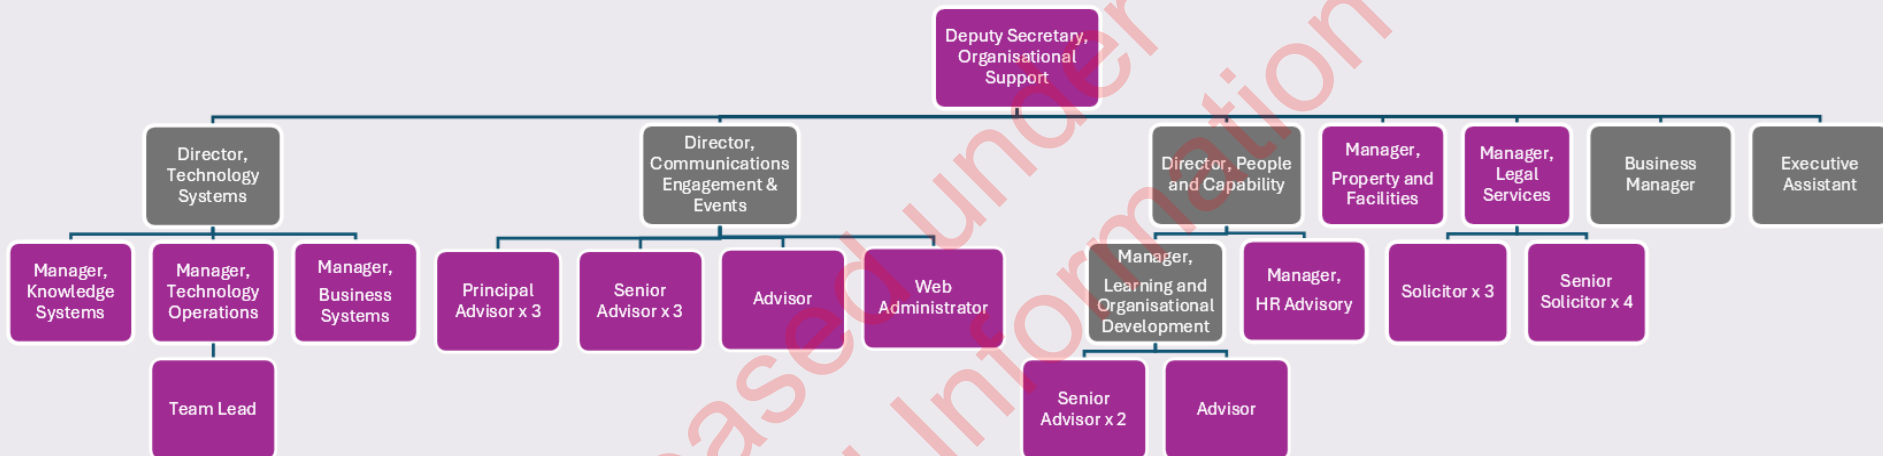 Deputy Secretary,
Organisational
Support
Director,
Technology
Systems
Director,
Communications
Engagement &
Events
Director, People
and Capability
Manager,
Property and
Facilities
Manager,
Legal
Services
Business
Manager
Executive
Assistant
Manager,
Knowledge
Systems
Manager,
Technology
Operations
Manager,
Business
Systems
Principal
Advisor x 3
Senior
Advisor x 3
Advisor
Web
Administrator
Manager,
Learning and
Organisational
Development
Manager,
HR Advisory
Solicitor x 3
Senior
Solicitor x 4
Team Lead
Senior
Advisor x 2
Advisor
under
Information